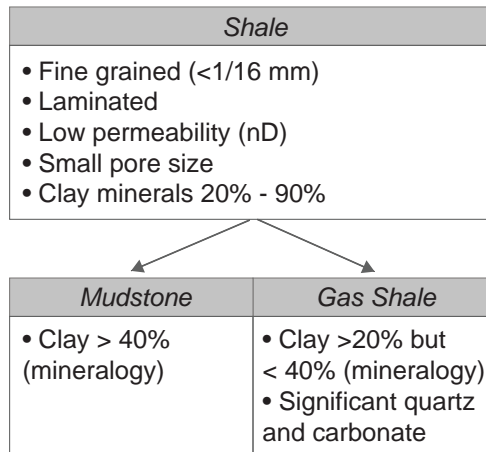 Shale
• Fine grained (<1/16 mm)
• Laminated
• Low permeability (nD)
• Small pore size
• Clay minerals 20% - 90%
Mudstone
• Clay > 40%
(mineralogy)
Gas Shale
• Clay >20% but
< 40% (mineralogy)
• Significant quartz
and carbonate